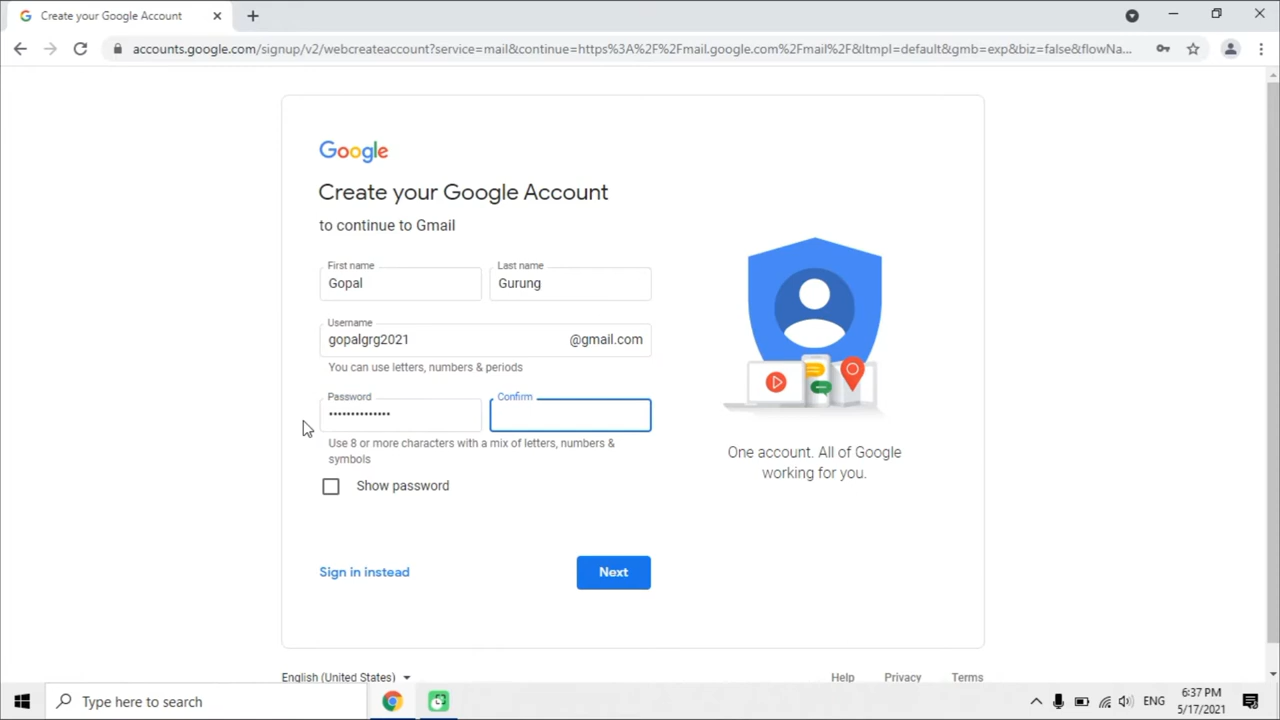 Create your Google Account
accounts.google.com/signup/v2/webcreateaccount?service=mail&continue=https%3A%2F%2Fmail.google.com%2Fmail%2F&ltmpl=default&gmb=exp&biz=false&flowNa...
Google
Create your Google Account
to continue to Gmail
First name
Last name
Gopal
Gurung
Username
gopalgrg2021
@gmail.com
You can use letters, numbers & periods
Password
Confirm
••••••••••••••
Use 8 or more characters with a mix of letters, numbers &
symbols
Show password
One account. All of Google
working for you.
Sign in instead
Next
English (United States)
Help
Privacy
Terms
Type here to search
ENG
6:37 PM
5/17/2021